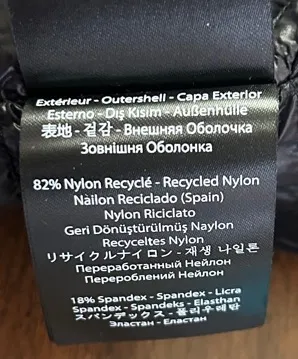 Extérieur - Outershell - Capa Exterior
Esterno - Dış Kısım - Außenhülle
表地 - 겉감 - Внешняя Оболочка
Зовнішня Оболонка
82% Nylon Recyclé - Recycled Nylon
Nàilon Reciclado (Spain)
Nylon Riciclato
Geri Dönüştürülmüş Naylon
Recyceltes Nylon
リサイクルナイロン - 재생 나일론
Переработанный Нейлон
Перероблений Нейлон
18% Spandex - Spandex - Licra
Spandex - Spandeks - Elasthan
スパンデックス - 폴리우레탄
Эластан - Еластан